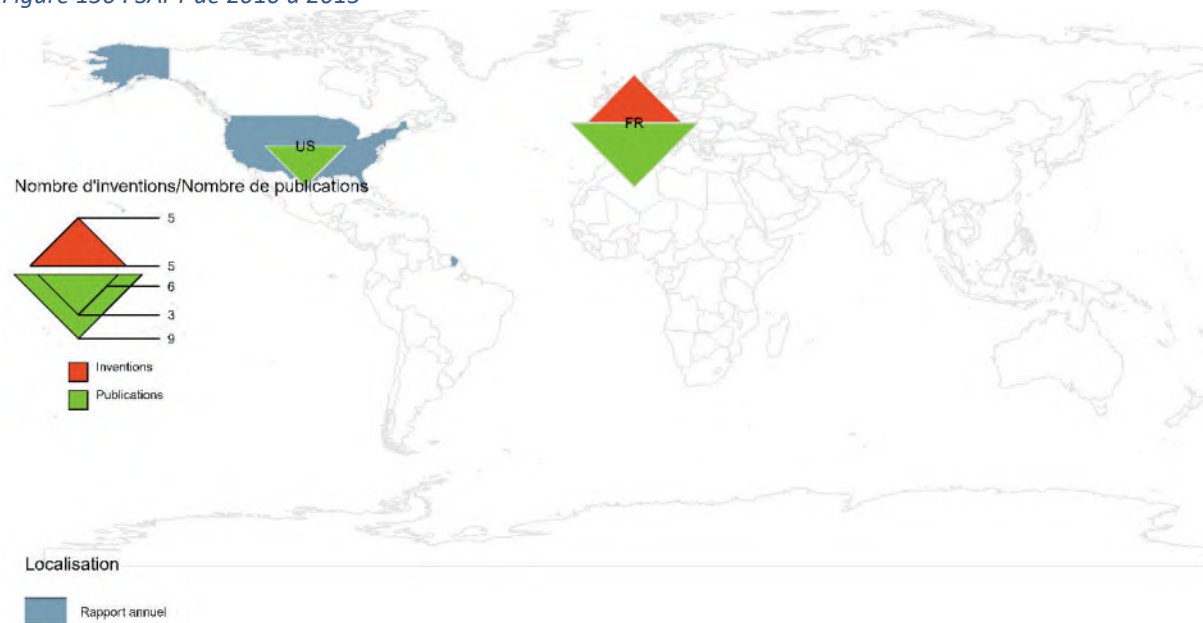 US
FR
Nombre d'inventions/Nombre de publications
5
5
6
3
9
Inventions
Publications
Localisation
Rapport annuel